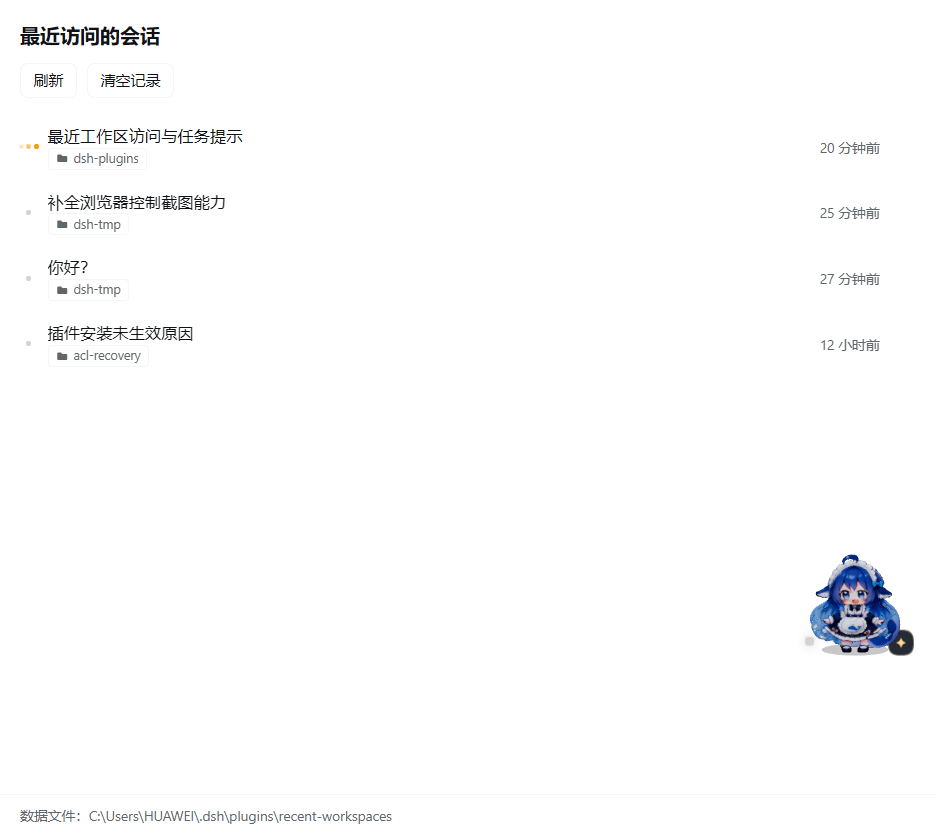 最近访问的会话
刷新 清空记录
最近工作区访问与任务提示
dsh-plugins
20 分钟前
补全浏览器控制截图能力
dsh-tmp
25 分钟前
你好?
dsh-tmp
27 分钟前
插件安装未生效原因
acl-recovery
12 小时前
数据文件：C:\Users\HUAWEI\.dsh\plugins\recent-workspaces